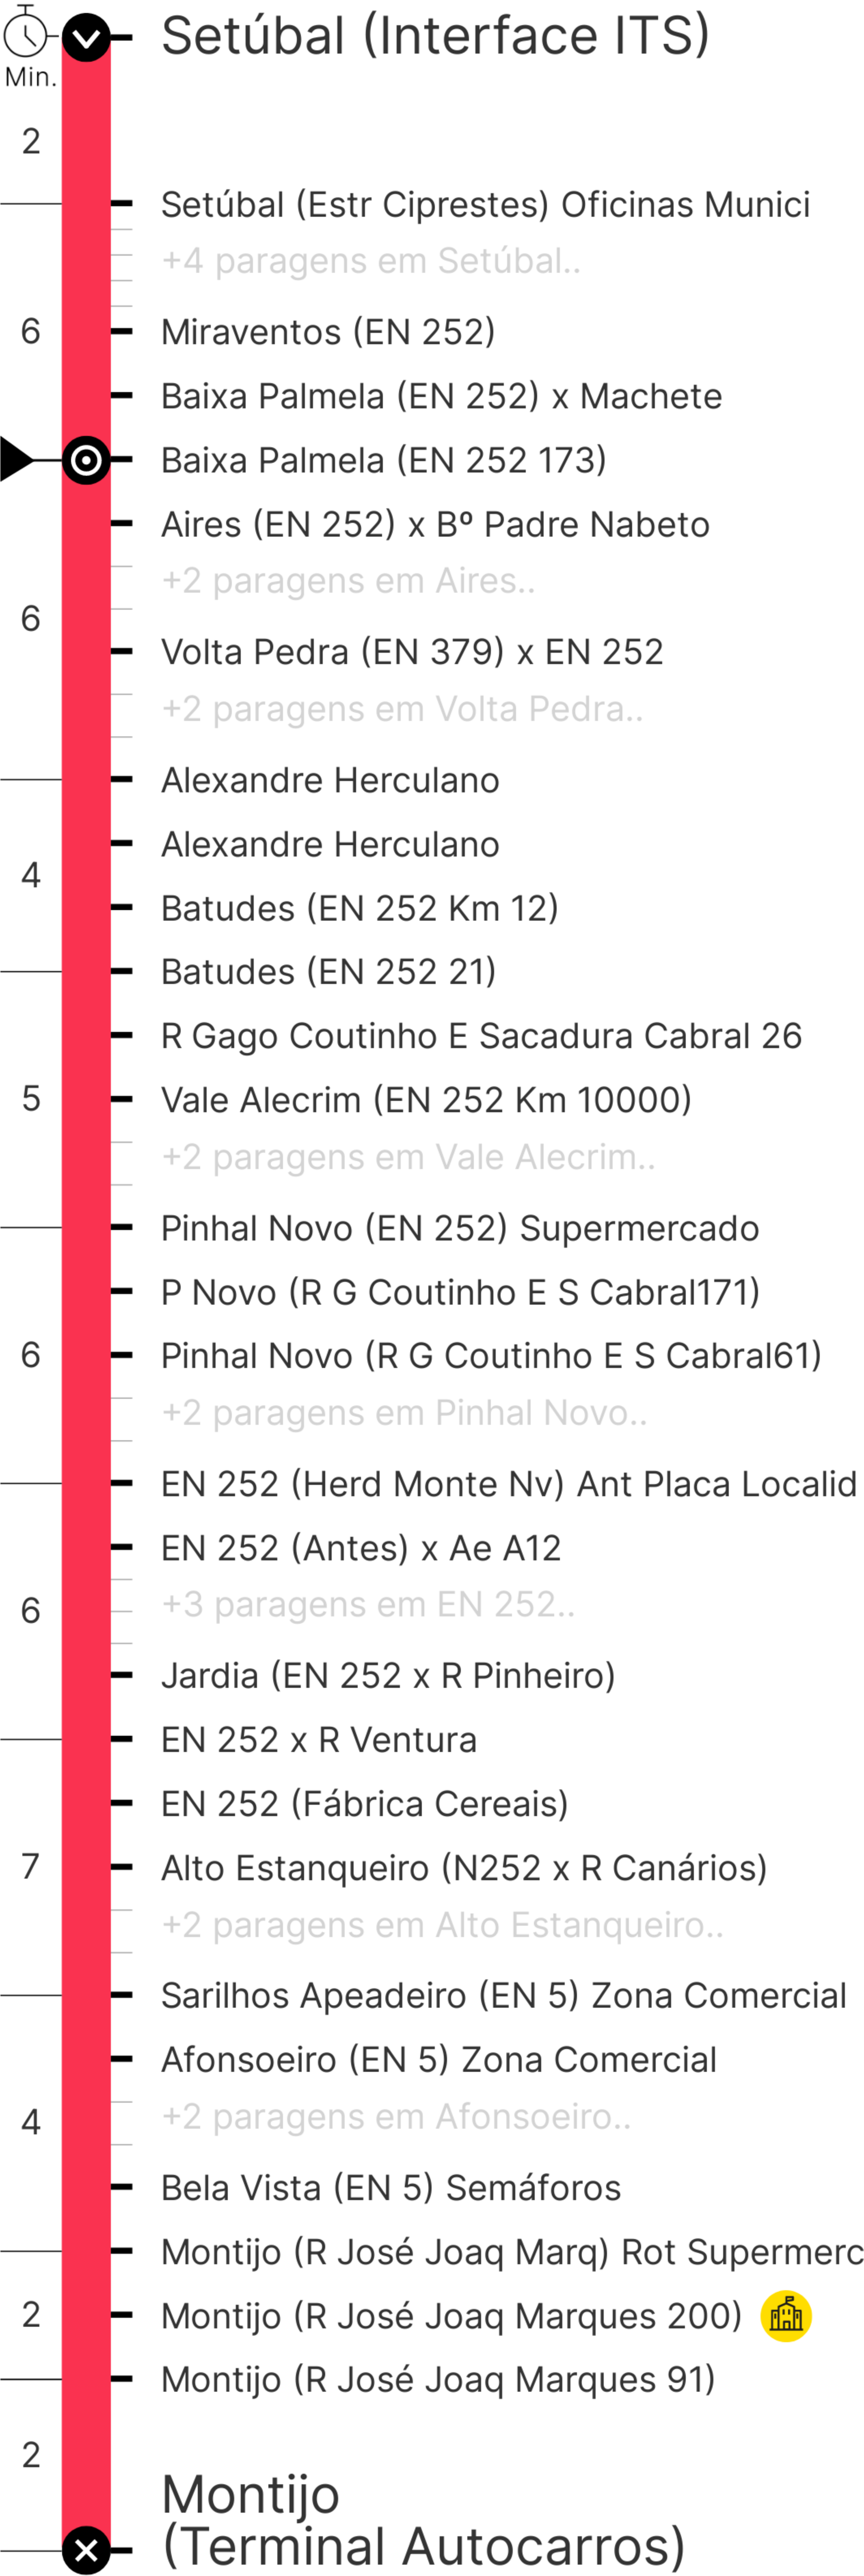 Setúbal (Interface ITS)
Min.
2
Setúbal (Estr Ciprestes) Oficinas Munici
+4 paragens em Setúbal..
6
Miraventos (EN 252)
Baixa Palmela (EN 252) x Machete
Baixa Palmela (EN 252 173)
Aires (EN 252) x Bº Padre Nabeto
+2 paragens em Aires..
6
Volta Pedra (EN 379) x EN 252
+2 paragens em Volta Pedra..
Alexandre Herculano
Alexandre Herculano
4
Batudes (EN 252 Km 12)
Batudes (EN 252 21)
R Gago Coutinho E Sacadura Cabral 26
5
Vale Alecrim (EN 252 Km 10000)
+2 paragens em Vale Alecrim..
Pinhal Novo (EN 252) Supermercado
P Novo (R G Coutinho E S Cabral171)
6
Pinhal Novo (R G Coutinho E S Cabral61)
+2 paragens em Pinhal Novo..
EN 252 (Herd Monte Nv) Ant Placa Localid
EN 252 (Antes) x Ae A12
+3 paragens em EN 252..
6
Jardia (EN 252 x R Pinheiro)
EN 252 x R Ventura
EN 252 (Fábrica Cereais)
7
Alto Estanqueiro (N252 x R Canários)
+2 paragens em Alto Estanqueiro..
Sarilhos Apeadeiro (EN 5) Zona Comercial
Afonsoeiro (EN 5) Zona Comercial
+2 paragens em Afonsoeiro..
4
Bela Vista (EN 5) Semáforos
Montijo (R José Joaq Marq) Rot Supermerc
2
Montijo (R José Joaq Marques 200)
Montijo (R José Joaq Marques 91)
2
Montijo
(Terminal Autocarros)